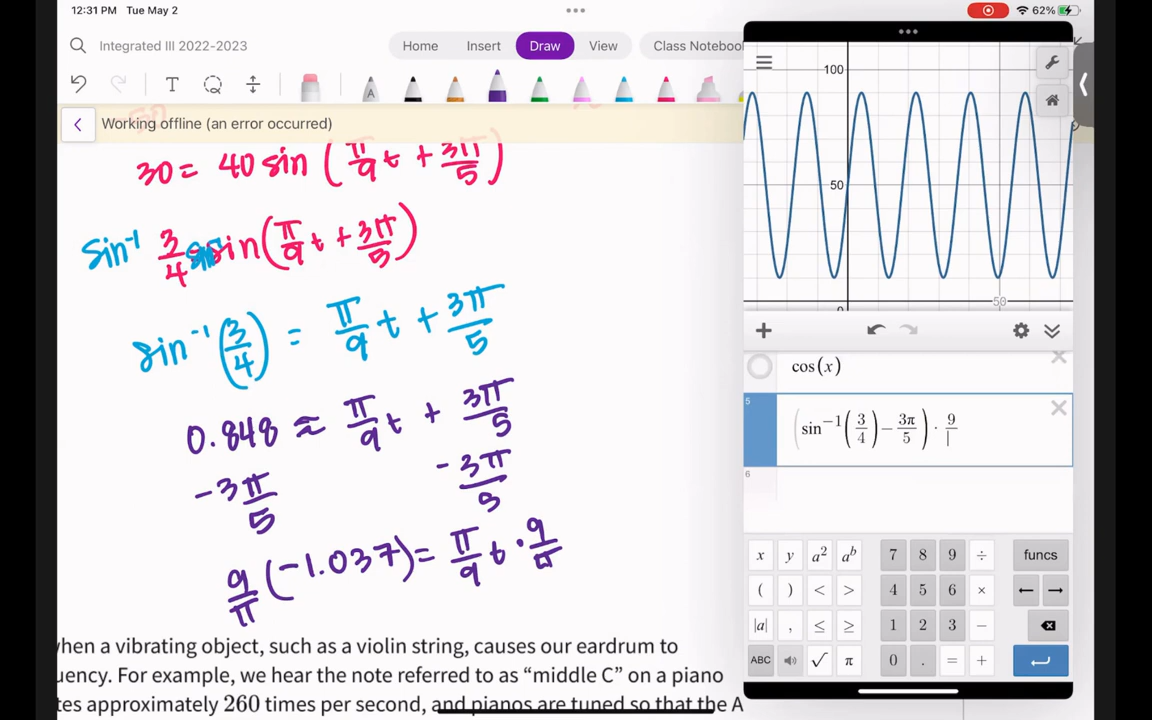 12:31 PM Tue May 2
62%
Integrated III 2022-2023
Home Insert Draw View Class Noteboo
T
A
Working offline (an error occurred)
30 = 40 sin (π/9 t + 3π/5)
sin⁻¹ 3/4 sin(π/9 t + 3π/5)
sin⁻¹(3/4) = π/9 t + 3π/5
0.848 ≈ π/9 t + 3π/5
-3π/5 -3π/5
9/π (-1.037) = π/9 t · 9/π
when a vibrating object, such as a violin string, causes our eardrum to
uency. For example, we hear the note referred to as “middle C” on a piano
tes approximately 260 times per second, and pianos are tuned so that the A
100
50
50
0
cos(x)
5
(sin⁻¹(3/4) − 3π/5) · 9/
6
x y a² aᵇ 7 8 9 ÷ funcs
( ) < > 4 5 6 × ← →
|a| , ≤ ≥ 1 2 3 −
ABC √ π 0 . = +